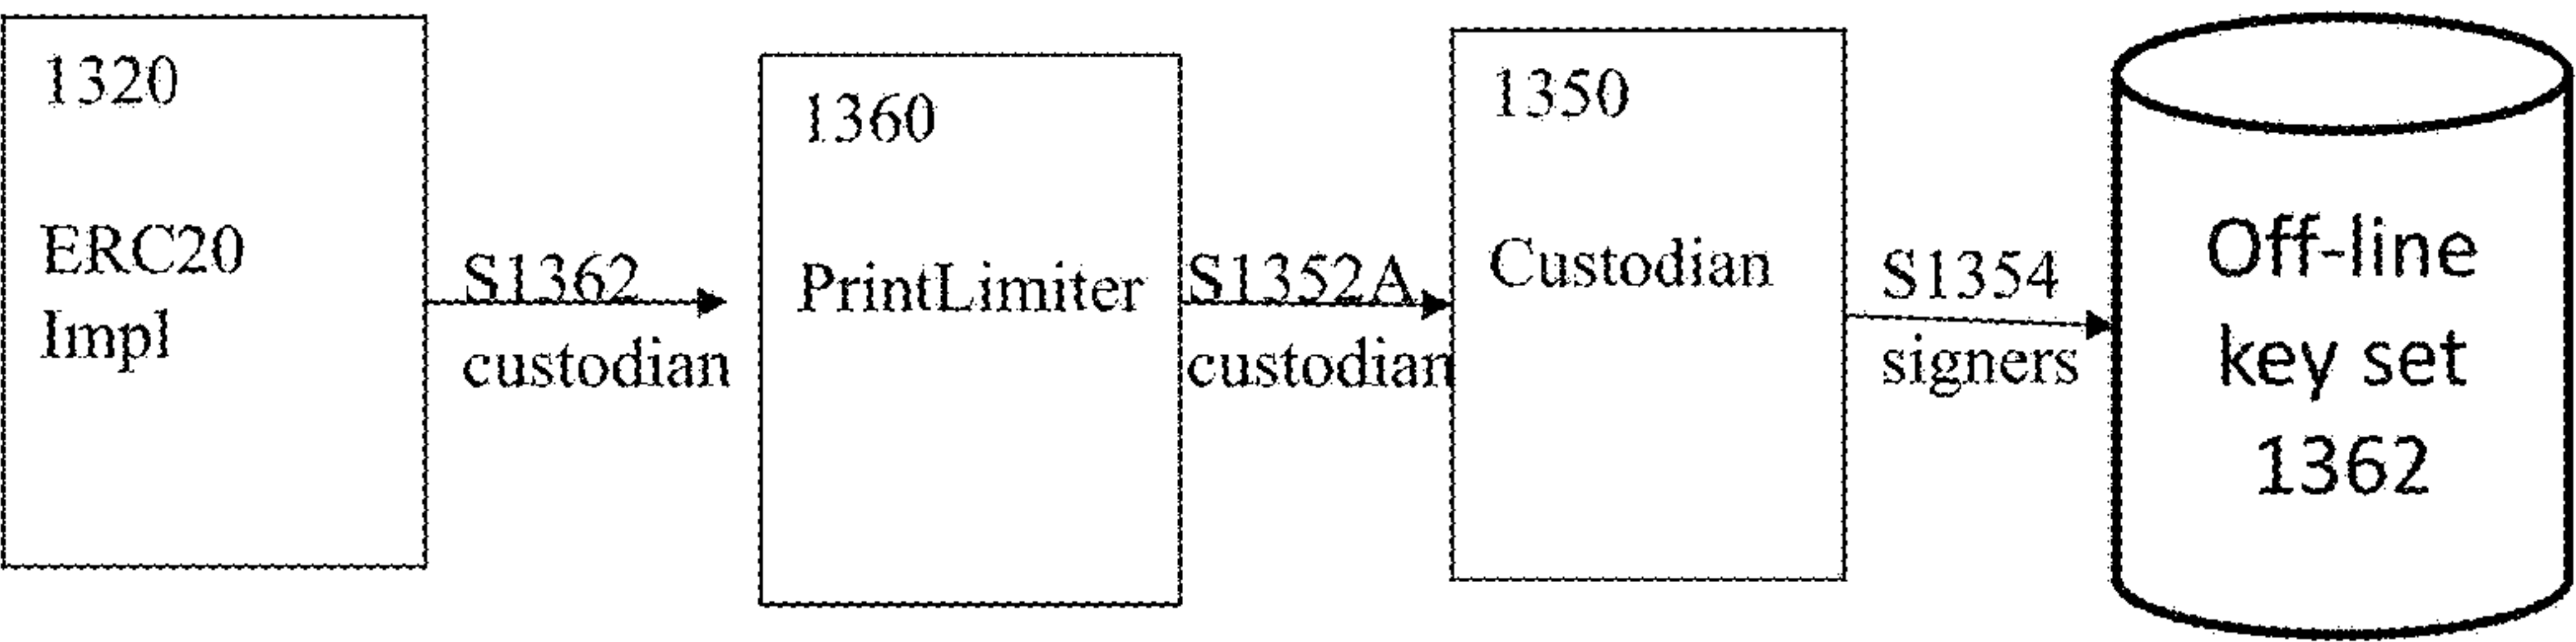 1320
ERC20
Impl
S1362
custodian
1360
PrintLimiter
S1352A
custodian
1350
Custodian
S1354
signers
Off-line
key set
1362